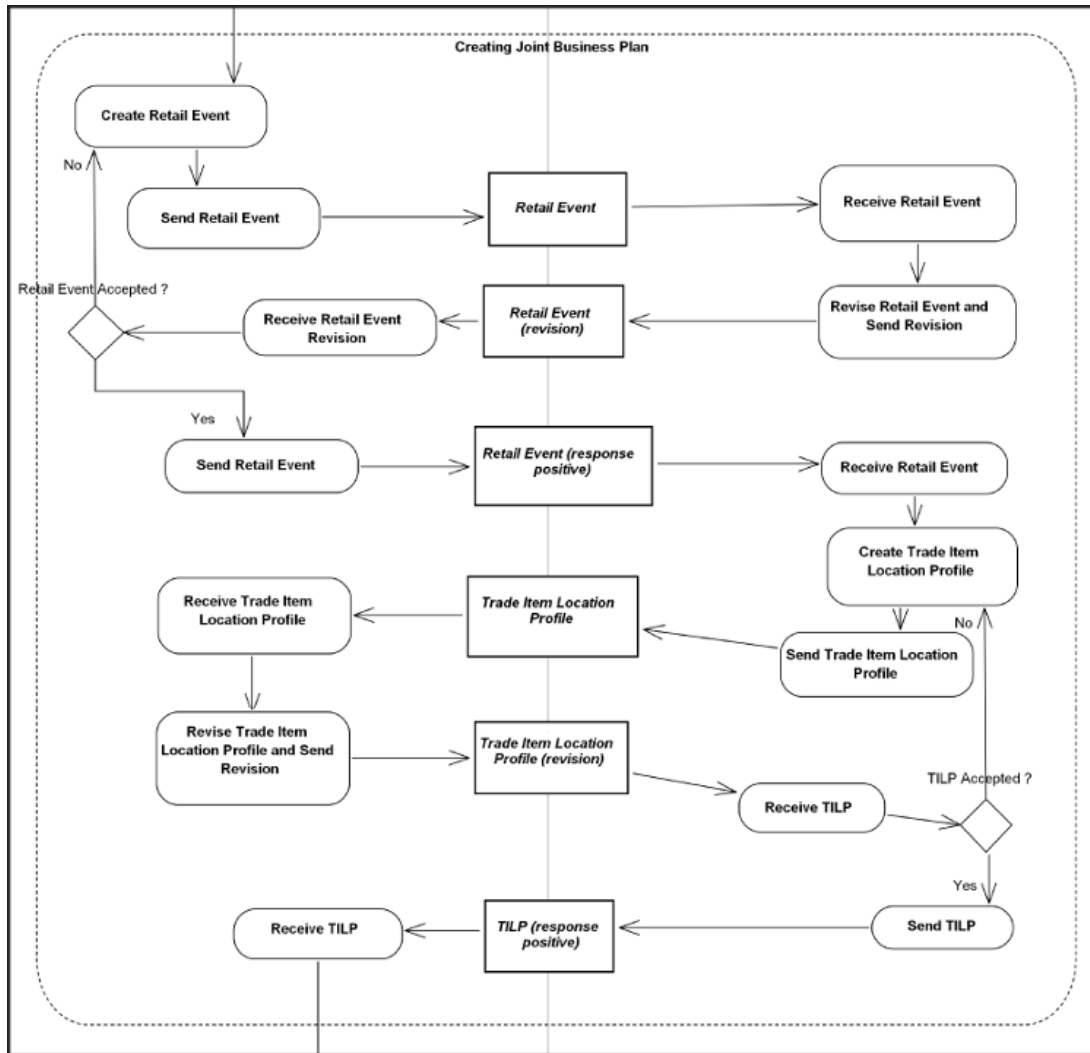 Creating Joint Business Plan
Create Retail Event
No
Send Retail Event
Retail Event
Receive Retail Event
Retail Event Accepted ?
Receive Retail Event
Revision
Retail Event
(revision)
Revise Retail Event and
Send Revision
Yes
Send Retail Event
Retail Event (response
positive)
Receive Retail Event
Create Trade Item
Location Profile
Receive Trade Item
Location Profile
Trade Item Location
Profile
No
Send Trade Item Location
Profile
Revise Trade Item
Location Profile and Send
Revision
Trade Item Location
Profile (revision)
TILP Accepted ?
Receive TILP
Yes
Receive TILP
TILP (response
positive)
Send TILP